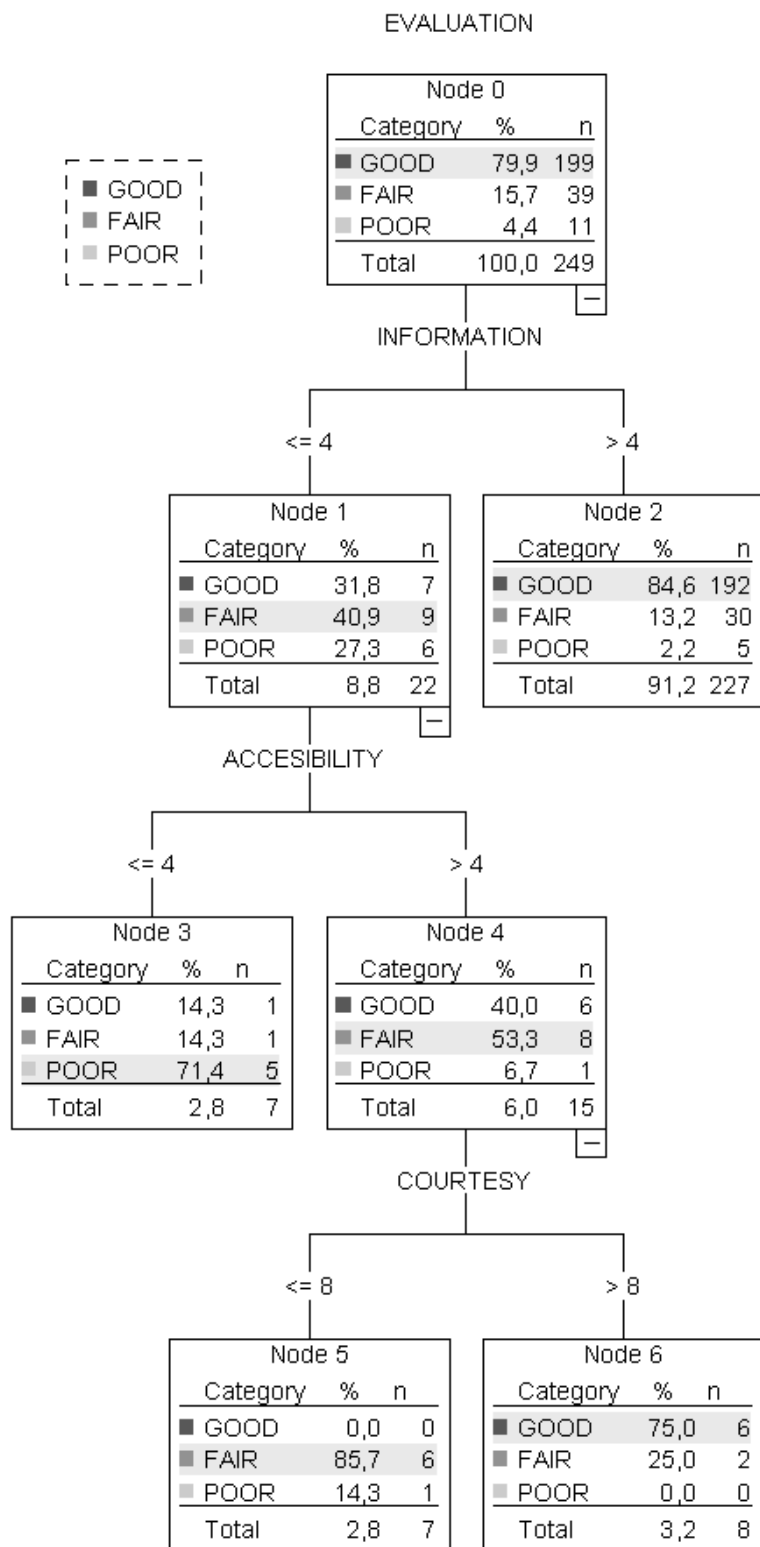 EVALUATION
Node 0
Category % n
GOOD 79,9 199
FAIR 15,7 39
POOR 4,4 11
Total 100,0 249
GOOD
FAIR
POOR
INFORMATION
<= 4 > 4
Node 1
Category % n
GOOD 31,8 7
FAIR 40,9 9
POOR 27,3 6
Total 8,8 22
Node 2
Category % n
GOOD 84,6 192
FAIR 13,2 30
POOR 2,2 5
Total 91,2 227
ACCESIBILITY
<= 4 > 4
Node 3
Category % n
GOOD 14,3 1
FAIR 14,3 1
POOR 71,4 5
Total 2,8 7
Node 4
Category % n
GOOD 40,0 6
FAIR 53,3 8
POOR 6,7 1
Total 6,0 15
COURTESY
<= 8 > 8
Node 5
Category % n
GOOD 0,0 0
FAIR 85,7 6
POOR 14,3 1
Total 2,8 7
Node 6
Category % n
GOOD 75,0 6
FAIR 25,0 2
POOR 0,0 0
Total 3,2 8